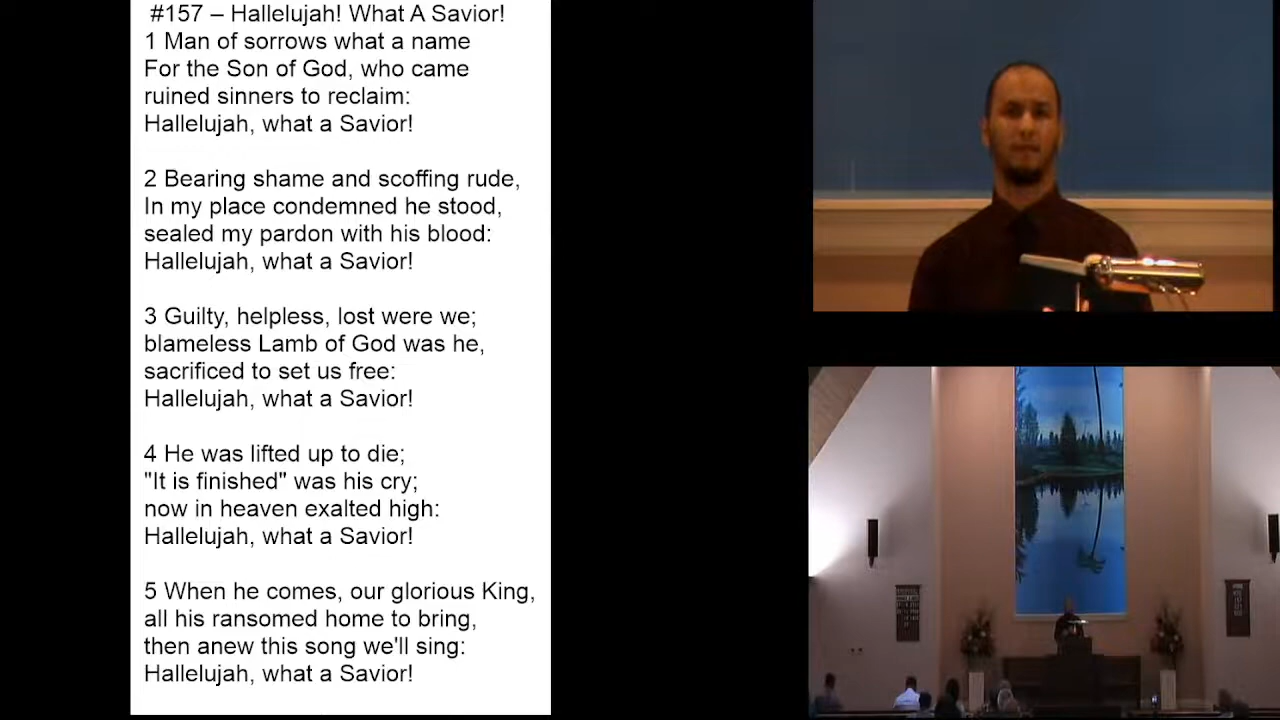 #157 – Hallelujah! What A Savior!
1 Man of sorrows what a name
For the Son of God, who came
ruined sinners to reclaim:
Hallelujah, what a Savior!
2 Bearing shame and scoffing rude,
In my place condemned he stood,
sealed my pardon with his blood:
Hallelujah, what a Savior!
3 Guilty, helpless, lost were we;
blameless Lamb of God was he,
sacrificed to set us free:
Hallelujah, what a Savior!
4 He was lifted up to die;
"It is finished" was his cry;
now in heaven exalted high:
Hallelujah, what a Savior!
5 When he comes, our glorious King,
all his ransomed home to bring,
then anew this song we'll sing:
Hallelujah, what a Savior!